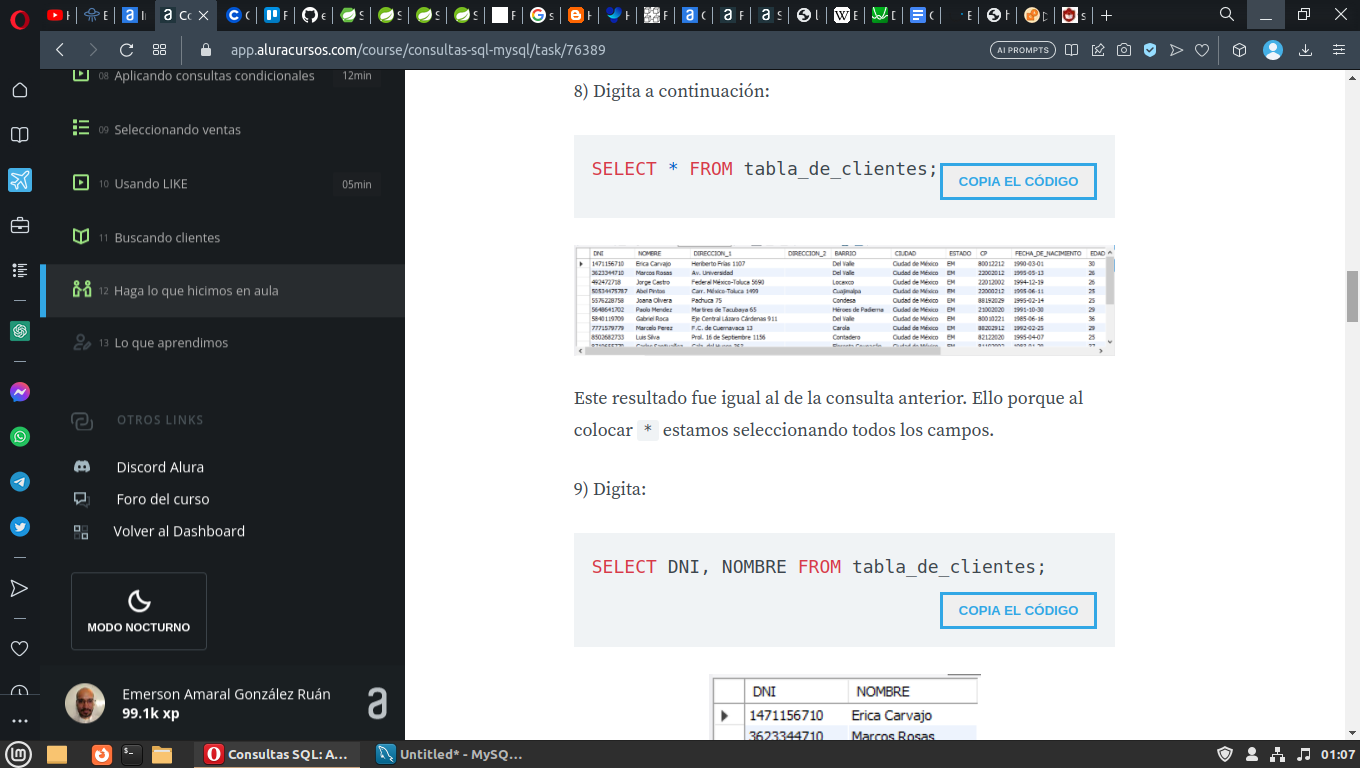 app.aluracursos.com/course/consultas-sql-mysql/task/76389
AI PROMPTS
08 Aplicando consultas condicionales 12min
09 Seleccionando ventas
10 Usando LIKE 05min
11 Buscando clientes
12 Haga lo que hicimos en aula
13 Lo que aprendimos
OTROS LINKS
Discord Alura
Foro del curso
Volver al Dashboard
MODO NOCTURNO
Emerson Amaral González Ruán
99.1k xp
8) Digita a continuación:
SELECT * FROM tabla_de_clientes;
COPIA EL CÓDIGO
DNI NOMBRE DIRECCION_1 DIRECCION_2 BARRIO CIUDAD ESTADO CP FECHA_DE_NACIMIENTO EDAD
1471156710 Erica Carvajo Heriberto Frías 1107 Del Valle Ciudad de México EM 80012212 1990-03-01 30
3623344710 Marcos Rosas Av. Universidad Del Valle Ciudad de México EM 22002012 1995-05-13 26
492472718 Jorge Castro Federal México-Toluca 5690 Locaxco Ciudad de México EM 22012002 1994-12-19 26
50534475787 Abel Pintos Carr. México-Toluca 1499 Cuajimalpa Ciudad de México EM 22000212 1995-06-11 25
5576228758 Joana Olivera Pachuca 75 Condesa Ciudad de México EM 88192029 1995-02-14 25
5648641702 Paolo Mendez Martires de Tacubaya 65 Héroes de Padierna Ciudad de México EM 21002020 1991-10-30 29
5840119709 Gabriel Roca Eje Central Lázaro Cárdenas 911 Del Valle Ciudad de México EM 80010221 1985-06-16 36
7771579779 Marcelo Perez F.C. de Cuernavaca 13 Carola Ciudad de México EM 88202912 1992-02-25 29
8502682733 Luis Silva Prol. 16 de Septiembre 1156 Contadero Ciudad de México EM 82122020 1995-04-07 25
Este resultado fue igual al de la consulta anterior. Ello porque al
colocar * estamos seleccionando todos los campos.
9) Digita:
SELECT DNI, NOMBRE FROM tabla_de_clientes;
COPIA EL CÓDIGO
DNI NOMBRE
1471156710 Erica Carvajo
3623344710 Marcos Rosas
Consultas SQL: A...
Untitled* - MySQ...
01:07